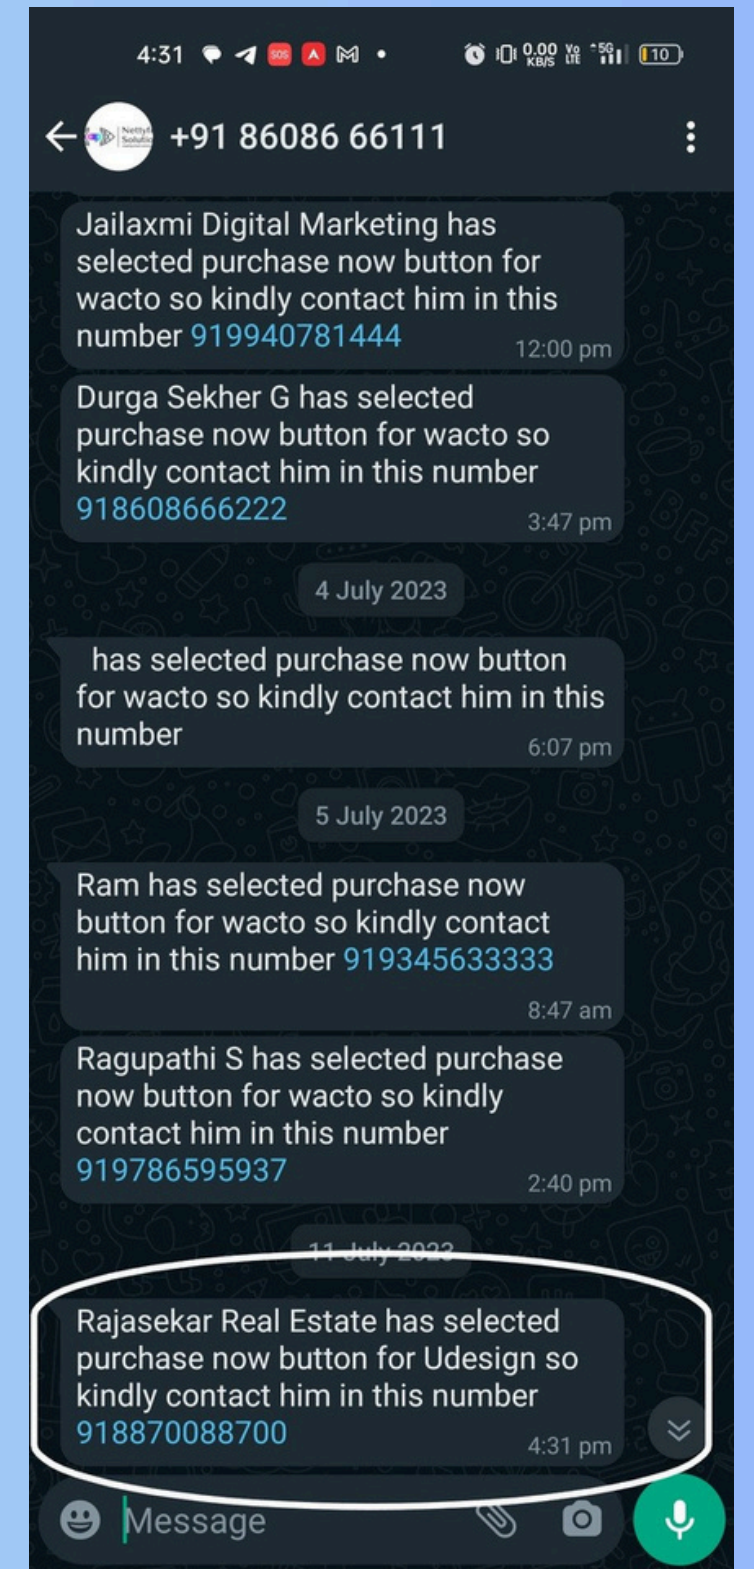 4:31
SOS
0.00
KB/S
Vo
LTE
5G
10
+91 86086 66111
Jailaxmi Digital Marketing has
selected purchase now button for
wacto so kindly contact him in this
number 919940781444
12:00 pm
Durga Sekher G has selected
purchase now button for wacto so
kindly contact him in this number
918608666222
3:47 pm
4 July 2023
has selected purchase now button
for wacto so kindly contact him in this
number
6:07 pm
5 July 2023
Ram has selected purchase now
button for wacto so kindly contact
him in this number 919345633333
8:47 am
Ragupathi S has selected purchase
now button for wacto so kindly
contact him in this number
919786595937
2:40 pm
11 July 2023
Rajasekar Real Estate has selected
purchase now button for Udesign so
kindly contact him in this number
918870088700
4:31 pm
Message